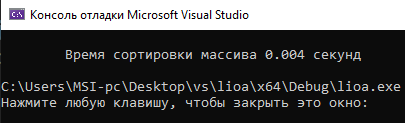 Консоль отладки Microsoft Visual Studio
Время сортировки массива 0.004 секунд
C:\Users\MSI-pc\Desktop\vs\lioa\x64\Debug\lioa.exe
Нажмите любую клавишу, чтобы закрыть это окно: